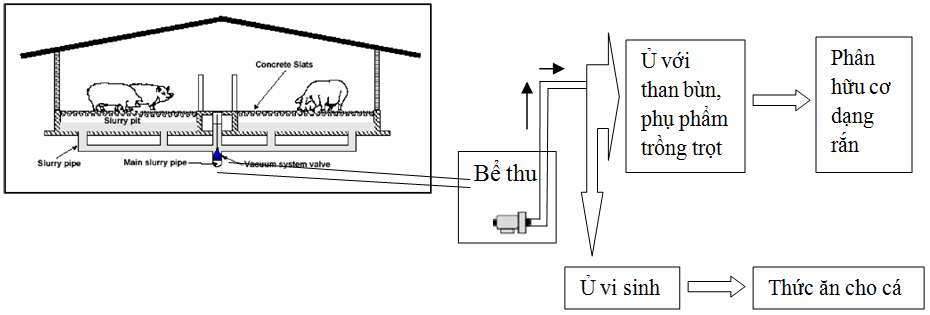 Concrete Slats
Slurry pit
Slurry pipe
Main slurry pipe
Vacuum system valve
Bể thu
Ủ với
than bùn,
phụ phẩm
trồng trọt
Phân
hữu cơ
dạng
rắn
Ủ vi sinh
Thức ăn cho cá